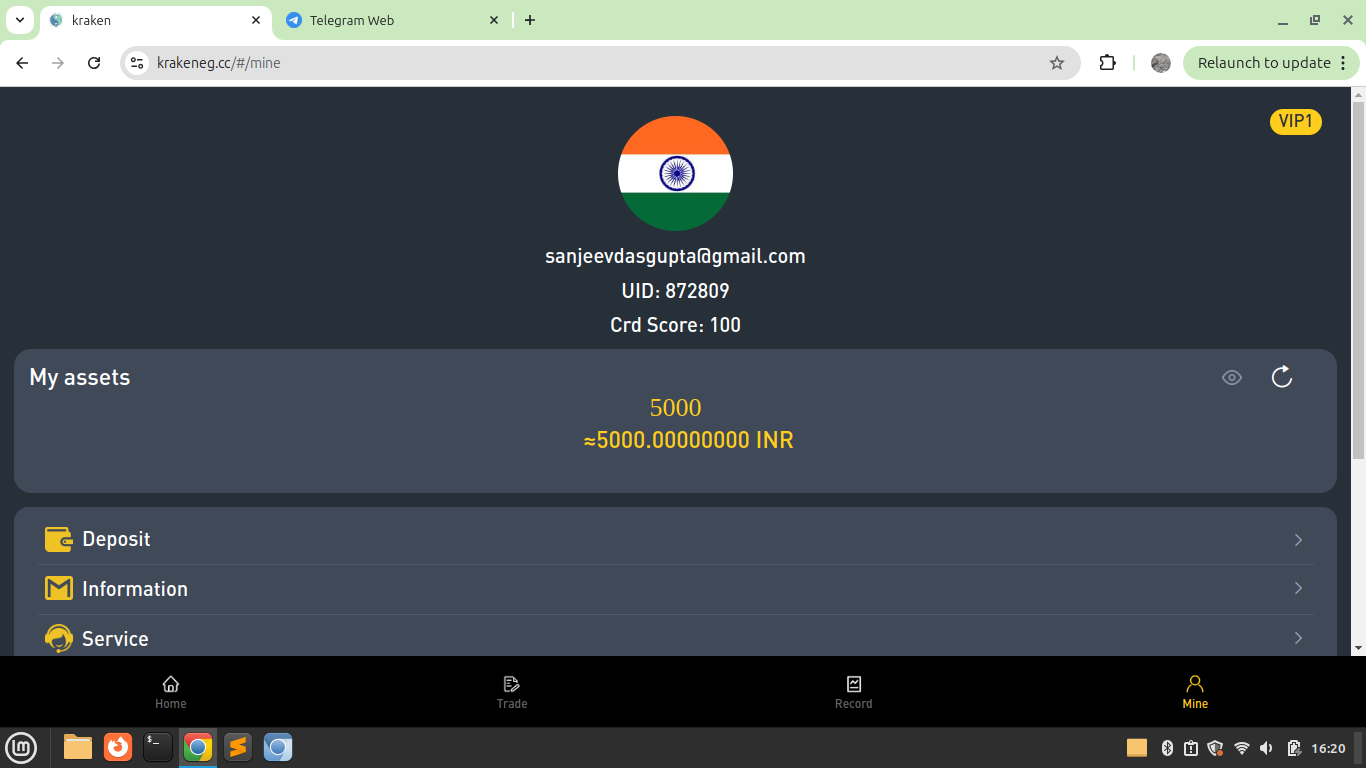 kraken
Telegram Web
krakeneg.cc/#/mine
Relaunch to update
VIP1
sanjeevdasgupta@gmail.com
UID: 872809
Crd Score: 100
My assets
5000
≈5000.00000000 INR
Deposit
Information
Service
Home
Trade
Record
Mine
16:20